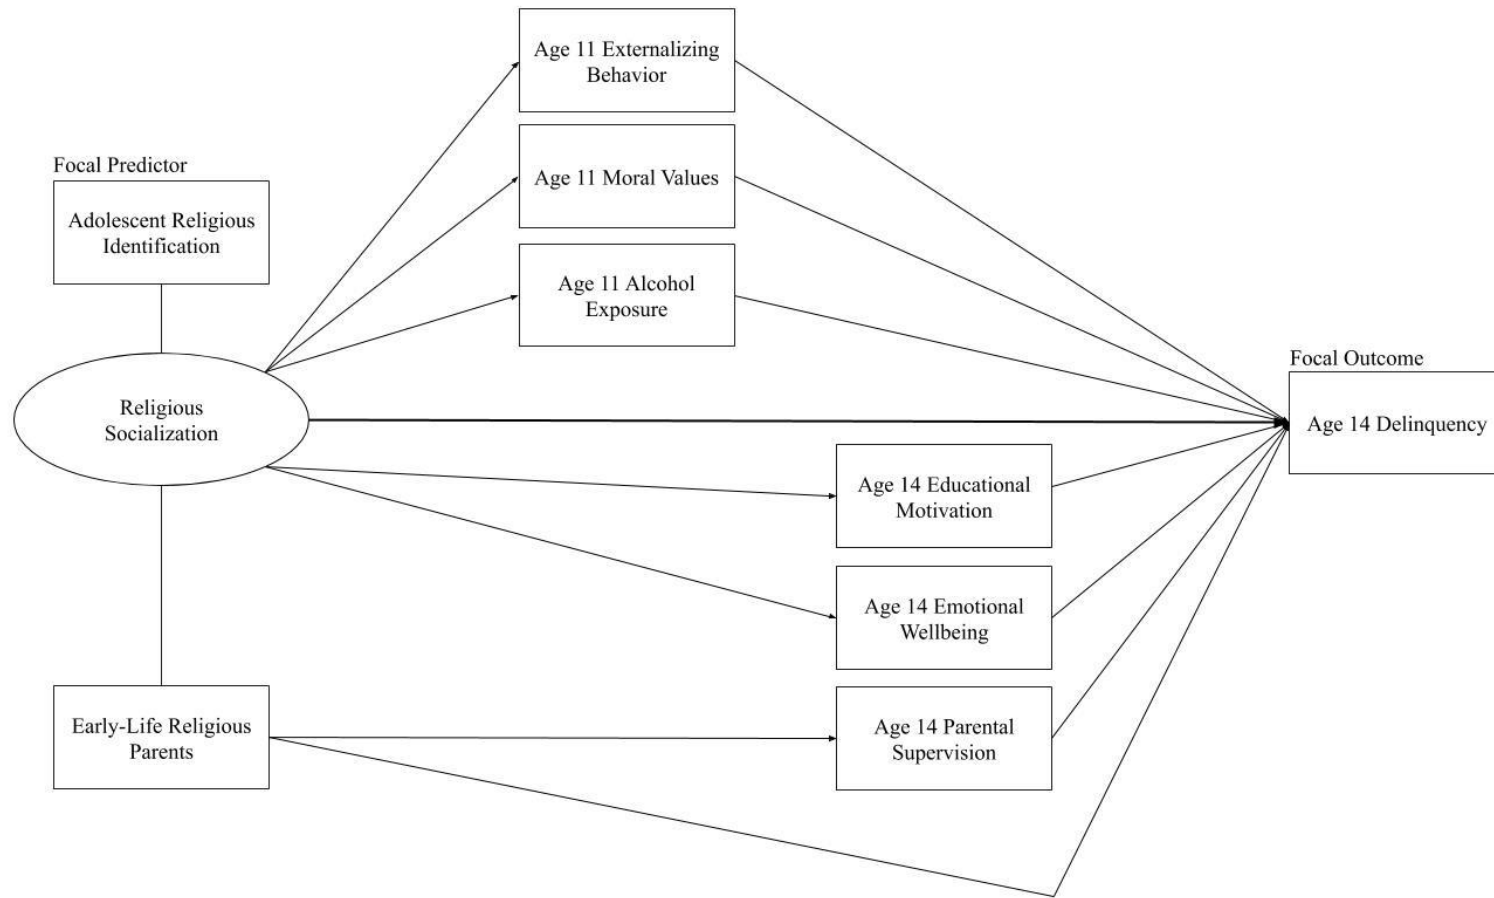 Age 11 Externalizing
Behavior
Age 11 Moral Values
Focal Predictor
Adolescent Religious
Identification
Age 11 Alcohol
Exposure
Focal Outcome
Religious
Socialization
Age 14 Delinquency
Age 14 Educational
Motivation
Age 14 Emotional
Wellbeing
Early-Life Religious
Parents
Age 14 Parental
Supervision